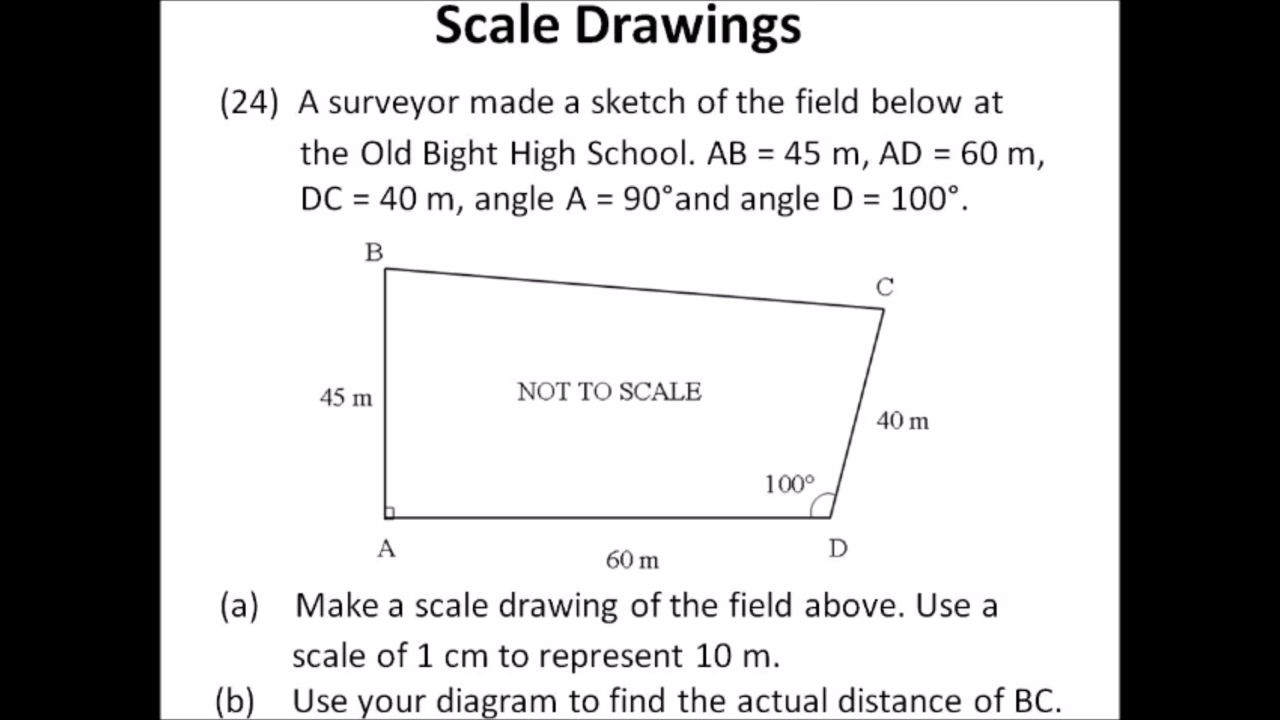 Scale Drawings
(24) A surveyor made a sketch of the field below at
the Old Bight High School. AB = 45 m, AD = 60 m,
DC = 40 m, angle A = 90°and angle D = 100°.
B
C
45 m
NOT TO SCALE
40 m
100°
A
60 m
D
(a) Make a scale drawing of the field above. Use a
scale of 1 cm to represent 10 m.
(b) Use your diagram to find the actual distance of BC.